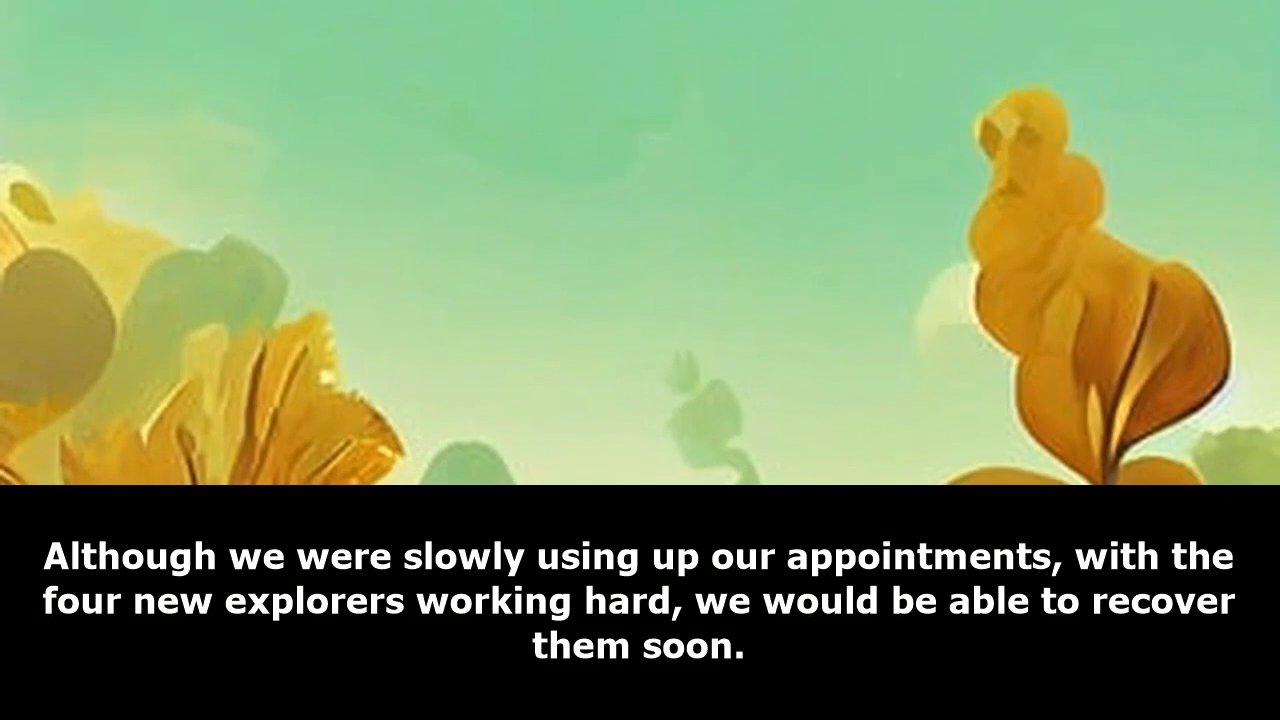 Although we were slowly using up our appointments, with the
four new explorers working hard, we would be able to recover
them soon.